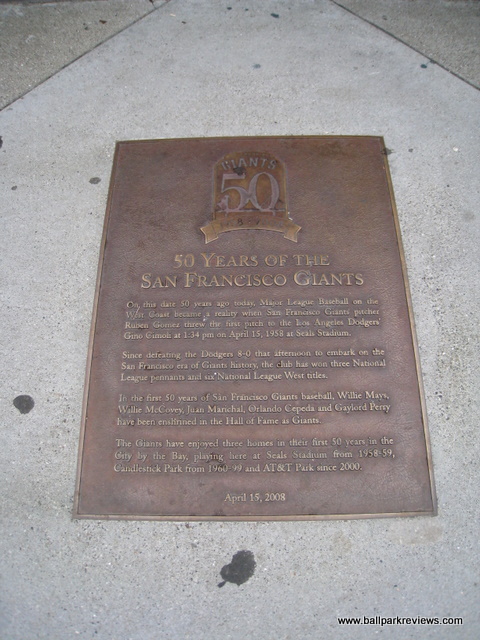 GIANTS
50
50 YEARS OF THE
SAN FRANCISCO GIANTS
On this date 50 years ago today, Major League Baseball on the
West Coast became a reality when San Francisco Giants pitcher
Ruben Gomez threw the first pitch to the Los Angeles Dodgers'
Gino Cimoli at 1:34 pm on April 15, 1958 at Seals Stadium.
Since defeating the Dodgers 8-0 that afternoon to embark on the
San Francisco era of Giants history, the club has won three National
League pennants and six National League West titles.
In the first 50 years of San Francisco Giants baseball, Willie Mays,
Willie McCovey, Juan Marichal, Orlando Cepeda and Gaylord Perry
have been enshrined in the Hall of Fame as Giants.
The Giants have enjoyed three homes in their first 50 years in the
City by the Bay, playing here at Seals Stadium from 1958-59,
Candlestick Park from 1960-99 and AT&T Park since 2000.
April 15, 2008
www.ballparkreviews.com